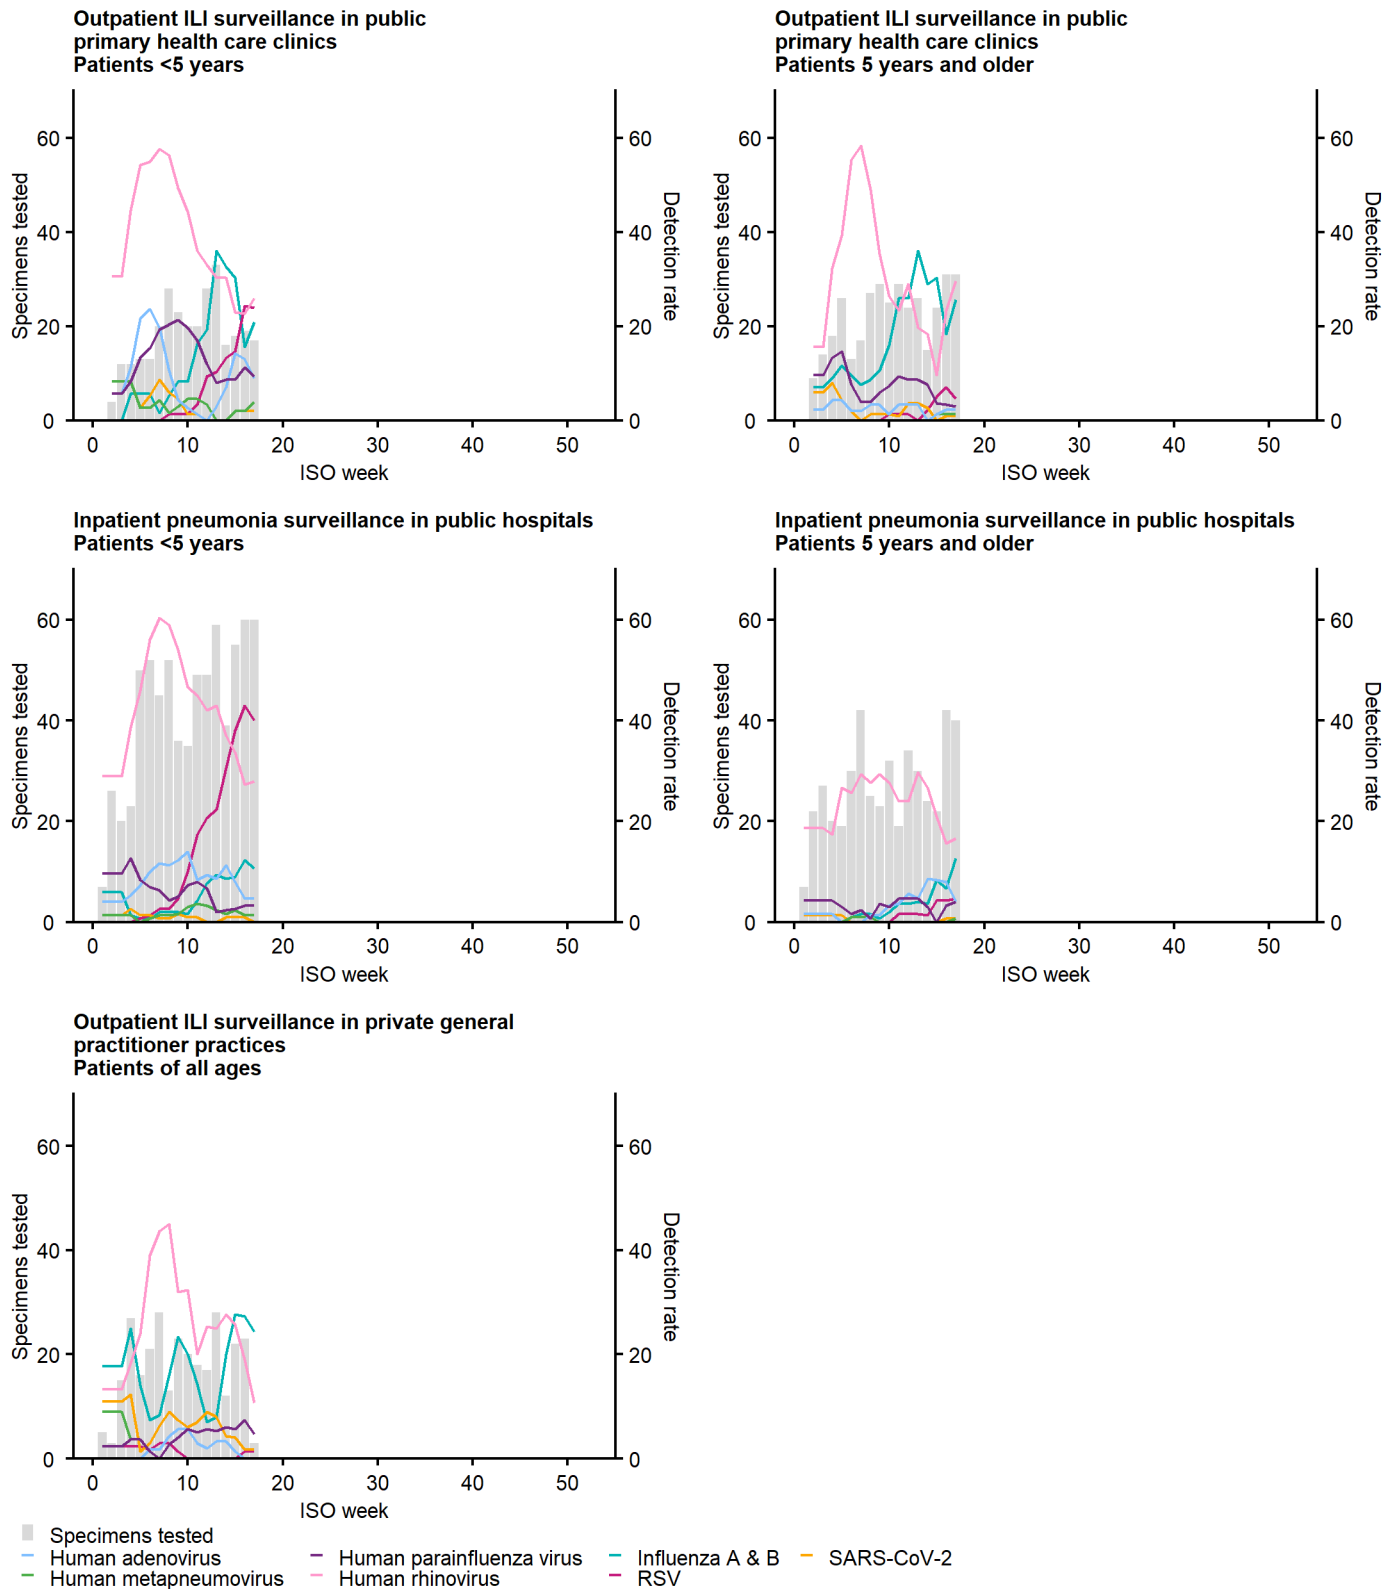 Outpatient ILI surveillance in public
primary health care clinics
Patients <5 years
60
40
20
0
Specimens tested
60
40
20
0
Detection rate
0 10 20 30 40 50
ISO week
Outpatient ILI surveillance in public
primary health care clinics
Patients 5 years and older
60
40
20
0
Specimens tested
60
40
20
0
Detection rate
0 10 20 30 40 50
ISO week
Inpatient pneumonia surveillance in public hospitals
Patients <5 years
60
40
20
0
Specimens tested
60
40
20
0
Detection rate
0 10 20 30 40 50
ISO week
Inpatient pneumonia surveillance in public hospitals
Patients 5 years and older
60
40
20
0
Specimens tested
60
40
20
0
Detection rate
0 10 20 30 40 50
ISO week
Outpatient ILI surveillance in private general
practitioner practices
Patients of all ages
60
40
20
0
Specimens tested
60
40
20
0
Detection rate
0 10 20 30 40 50
ISO week
Specimens tested
Human adenovirus Human parainfluenza virus Influenza A & B SARS-CoV-2
Human metapneumovirus Human rhinovirus RSV